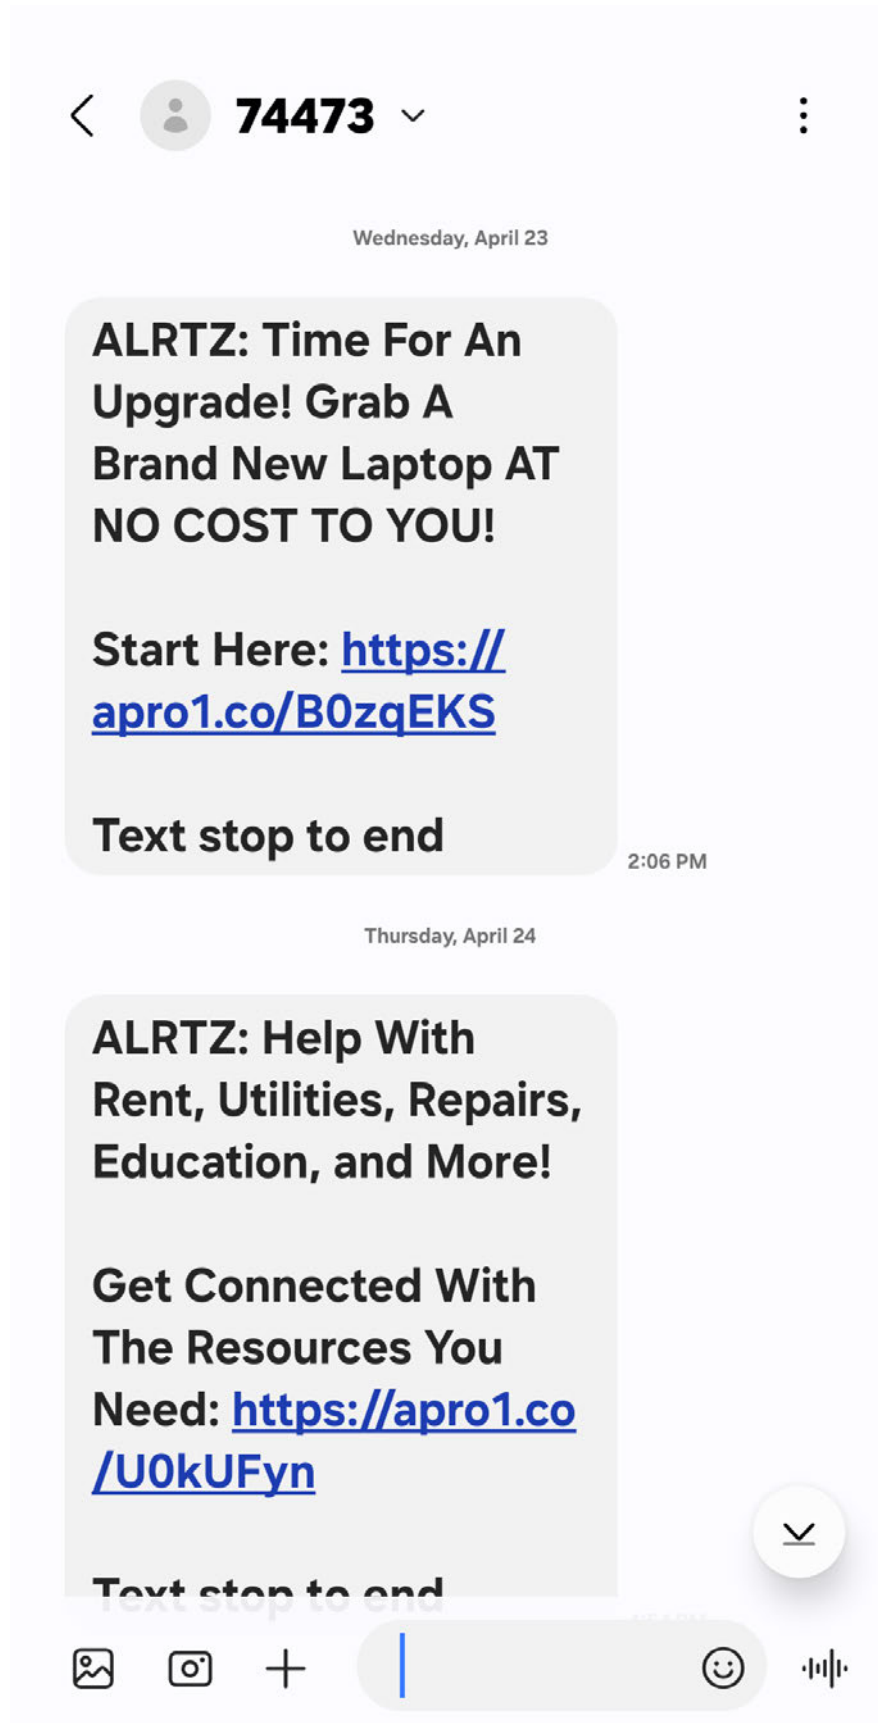 74473
Wednesday, April 23
ALRTZ: Time For An
Upgrade! Grab A
Brand New Laptop AT
NO COST TO YOU!
Start Here: https://
apro1.co/B0zqEKS
Text stop to end
2:06 PM
Thursday, April 24
ALRTZ: Help With
Rent, Utilities, Repairs,
Education, and More!
Get Connected With
The Resources You
Need: https://apro1.co
/U0kUFyn
Text stop to end